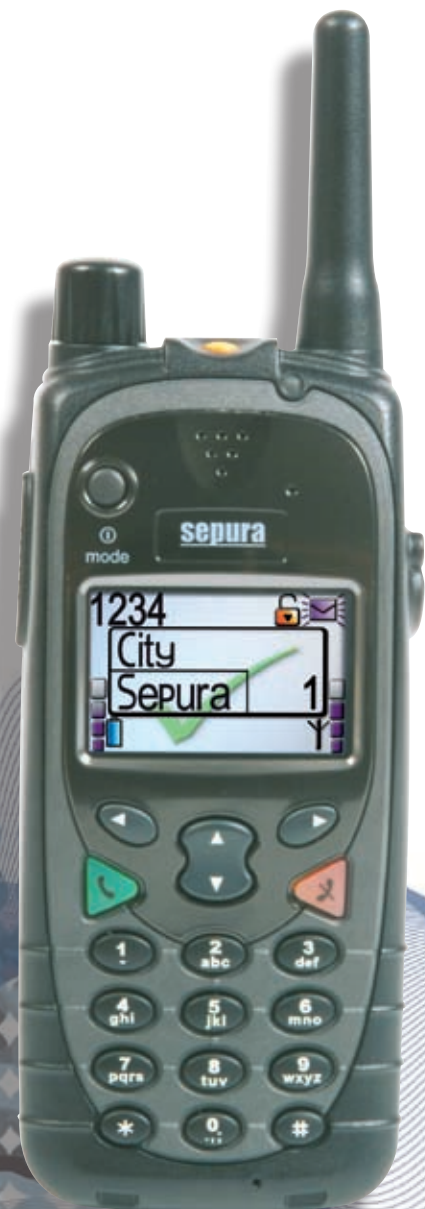 mode
sepura
1234
City
Sepura 1
1
2 abc
3 def
4 ghi
5 jkl
6 mno
7 pqrs
8 tuv
9 wxyz
*
0
#